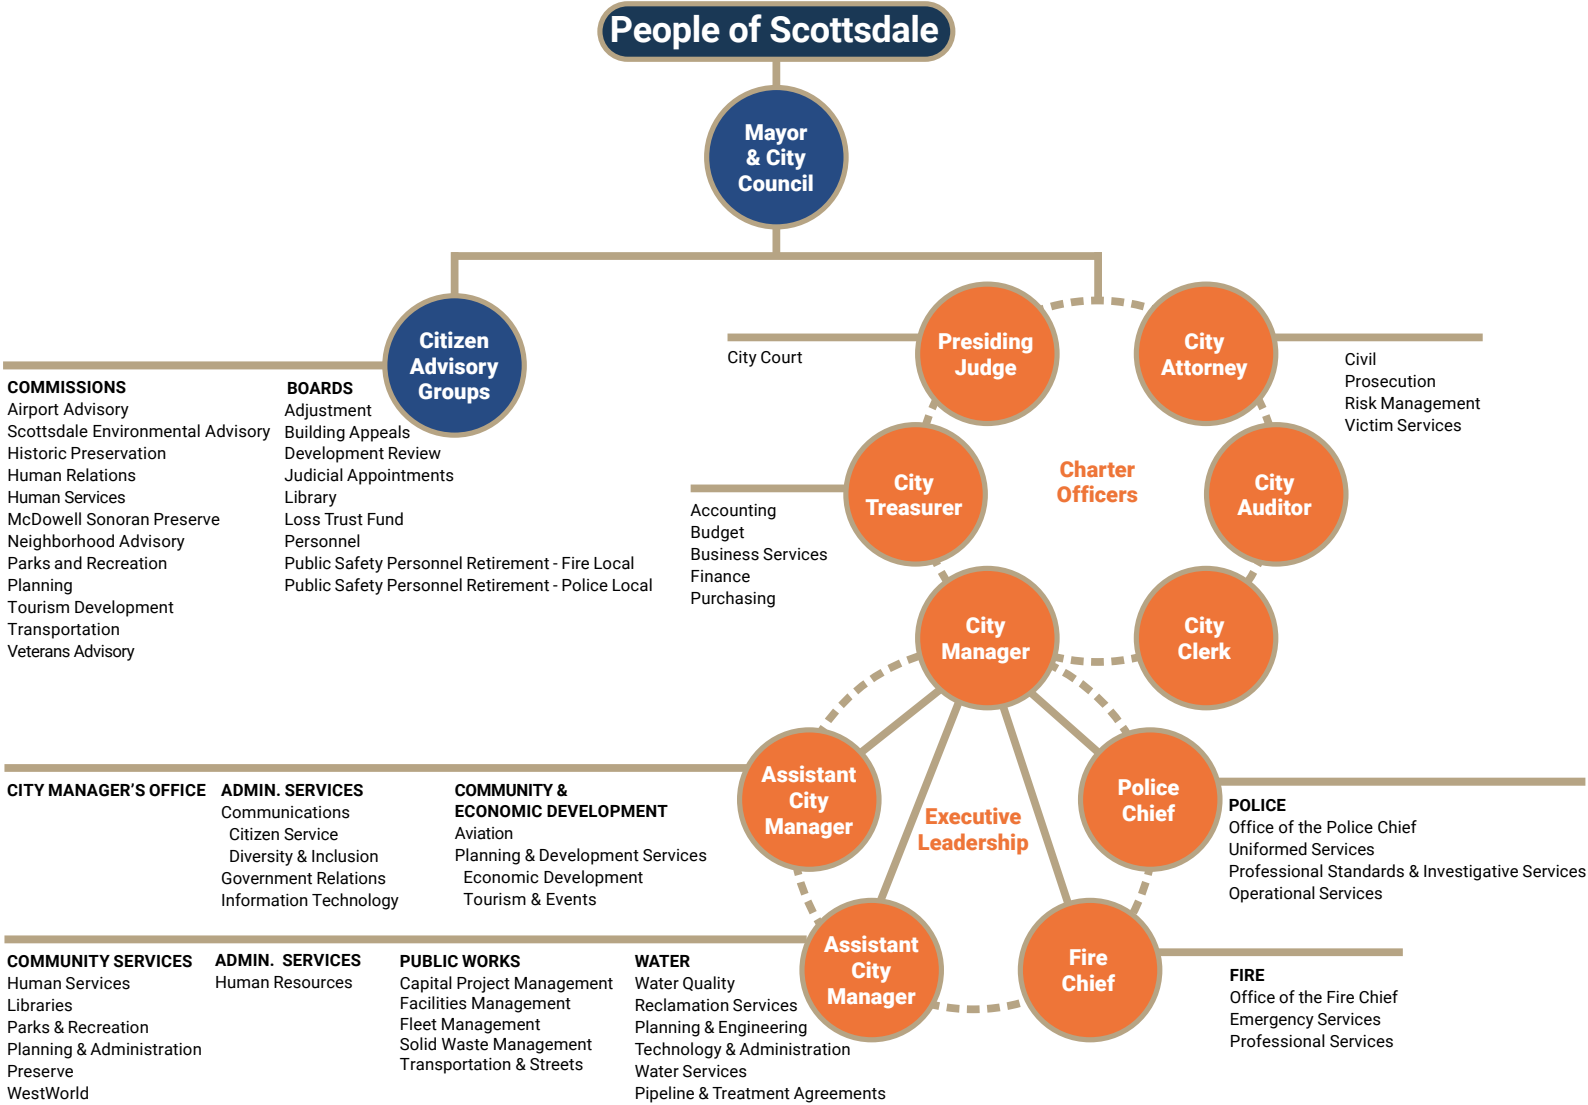 People of Scottsdale
Mayor
& City
Council
Citizen
Advisory
Groups
COMMISSIONS
Airport Advisory
Scottsdale Environmental Advisory
Historic Preservation
Human Relations
Human Services
McDowell Sonoran Preserve
Neighborhood Advisory
Parks and Recreation
Planning
Tourism Development
Transportation
Veterans Advisory
BOARDS
Adjustment
Building Appeals
Development Review
Judicial Appointments
Library
Loss Trust Fund
Personnel
Public Safety Personnel Retirement - Fire Local
Public Safety Personnel Retirement - Police Local
Presiding
Judge
City Court
City
Attorney
Civil
Prosecution
Risk Management
Victim Services
Charter
Officers
City
Treasurer
Accounting
Budget
Business Services
Finance
Purchasing
City
Auditor
City
Manager
City
Clerk
Assistant
City
Manager
CITY MANAGER'S OFFICE
ADMIN. SERVICES
Communications
Citizen Service
Diversity & Inclusion
Government Relations
Information Technology
COMMUNITY &
ECONOMIC DEVELOPMENT
Aviation
Planning & Development Services
Economic Development
Tourism & Events
Executive
Leadership
Police
Chief
POLICE
Office of the Police Chief
Uniformed Services
Professional Standards & Investigative Services
Operational Services
Assistant
City
Manager
COMMUNITY SERVICES
Human Services
Libraries
Parks & Recreation
Planning & Administration
Preserve
WestWorld
ADMIN. SERVICES
Human Resources
PUBLIC WORKS
Capital Project Management
Facilities Management
Fleet Management
Solid Waste Management
Transportation & Streets
WATER
Water Quality
Reclamation Services
Planning & Engineering
Technology & Administration
Water Services
Pipeline & Treatment Agreements
Fire
Chief
FIRE
Office of the Fire Chief
Emergency Services
Professional Services